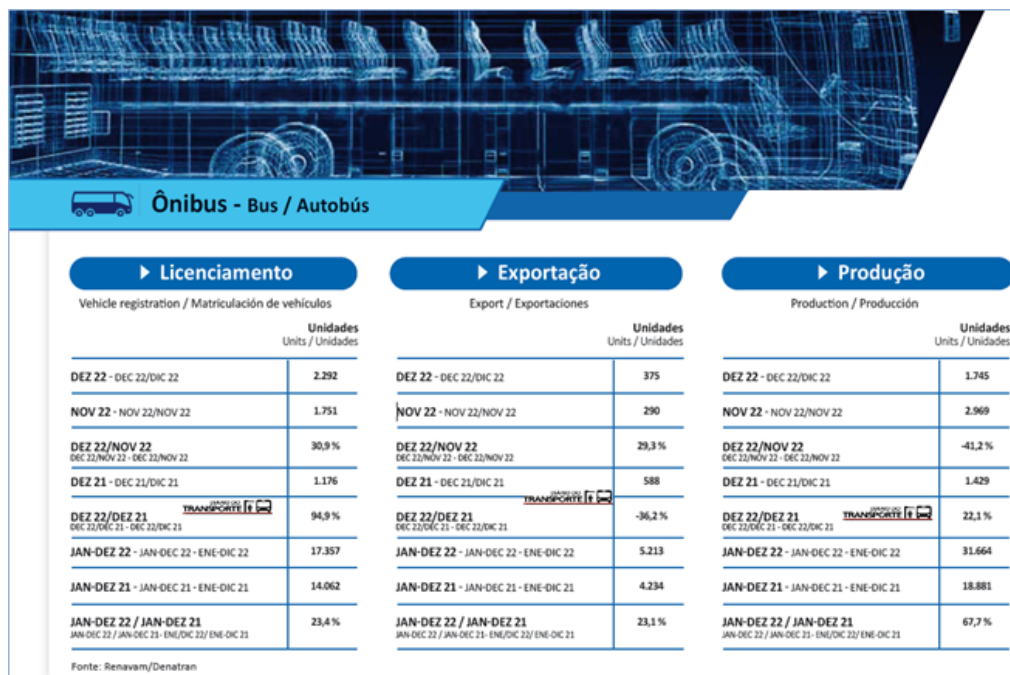 Ônibus - Bus / Autobús
Licenciamento
Vehicle registration / Matriculación de vehículos
Unidades
Units / Unidades
DEZ 22 - DEC 22/DIC 22 2.292
NOV 22 - NOV 22/NOV 22 1.751
DEZ 22/NOV 22 30,9 %
DEC 22/NOV 22 - DEC 22/NOV 22
DEZ 21 - DEC 21/DIC 21 1.176
DIÁRIO DO
TRANSPORTE
DEZ 22/DEZ 21 94,9 %
DEC 22/DEC 21 - DEC 22/DIC 21
JAN-DEZ 22 - JAN-DEC 22 - ENE-DIC 22 17.357
JAN-DEZ 21 - JAN-DEC 21 - ENE-DIC 21 14.062
JAN-DEZ 22 / JAN-DEZ 21 23,4 %
JAN-DEC 22 / JAN-DEC 21- ENE/DIC 22/ ENE-DIC 21
Fonte: Renavam/Denatran
Exportação
Export / Exportaciones
Unidades
Units / Unidades
DEZ 22 - DEC 22/DIC 22 375
NOV 22 - NOV 22/NOV 22 290
DEZ 22/NOV 22 29,3 %
DEC 22/NOV 22 - DEC 22/NOV 22
DEZ 21 - DEC 21/DIC 21 588
DIÁRIO DO
TRANSPORTE
DEZ 22/DEZ 21 -36,2 %
DEC 22/DEC 21 - DEC 22/DIC 21
JAN-DEZ 22 - JAN-DEC 22 - ENE-DIC 22 5.213
JAN-DEZ 21 - JAN-DEC 21 - ENE-DIC 21 4.234
JAN-DEZ 22 / JAN-DEZ 21 23,1 %
JAN-DEC 22 / JAN-DEC 21- ENE/DIC 22/ ENE-DIC 21
Produção
Production / Producción
Unidades
Units / Unidades
DEZ 22 - DEC 22/DIC 22 1.745
NOV 22 - NOV 22/NOV 22 2.969
DEZ 22/NOV 22 -41,2 %
DEC 22/NOV 22 - DEC 22/NOV 22
DEZ 21 - DEC 21/DIC 21 1.429
DIÁRIO DO
TRANSPORTE
DEZ 22/DEZ 21 22,1 %
DEC 22/DEC 21 - DEC 22/DIC 21
JAN-DEZ 22 - JAN-DEC 22 - ENE-DIC 22 31.664
JAN-DEZ 21 - JAN-DEC 21 - ENE-DIC 21 18.881
JAN-DEZ 22 / JAN-DEZ 21 67,7 %
JAN-DEC 22 / JAN-DEC 21- ENE/DIC 22/ ENE-DIC 21